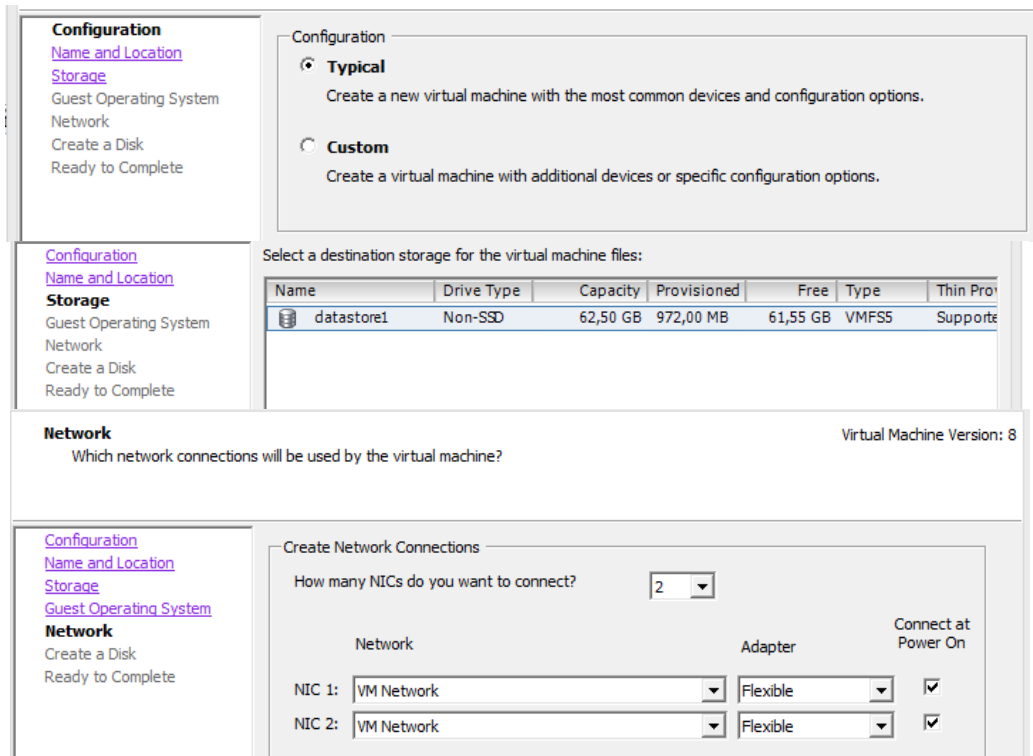 Configuration
Name and Location
Storage
Guest Operating System
Network
Create a Disk
Ready to Complete
Configuration
Typical
Create a new virtual machine with the most common devices and configuration options.
Custom
Create a virtual machine with additional devices or specific configuration options.
Configuration
Name and Location
Storage
Guest Operating System
Network
Create a Disk
Ready to Complete
Select a destination storage for the virtual machine files:
Name Drive Type Capacity Provisioned Free Type Thin Prov
datastore1 Non-SSD 62,50 GB 972,00 MB 61,55 GB VMFS5 Supporte
Network Virtual Machine Version: 8
Which network connections will be used by the virtual machine?
Configuration
Name and Location
Storage
Guest Operating System
Network
Create a Disk
Ready to Complete
Create Network Connections
How many NICs do you want to connect? 2
Network Adapter Connect at
Power On
NIC 1: VM Network Flexible
NIC 2: VM Network Flexible